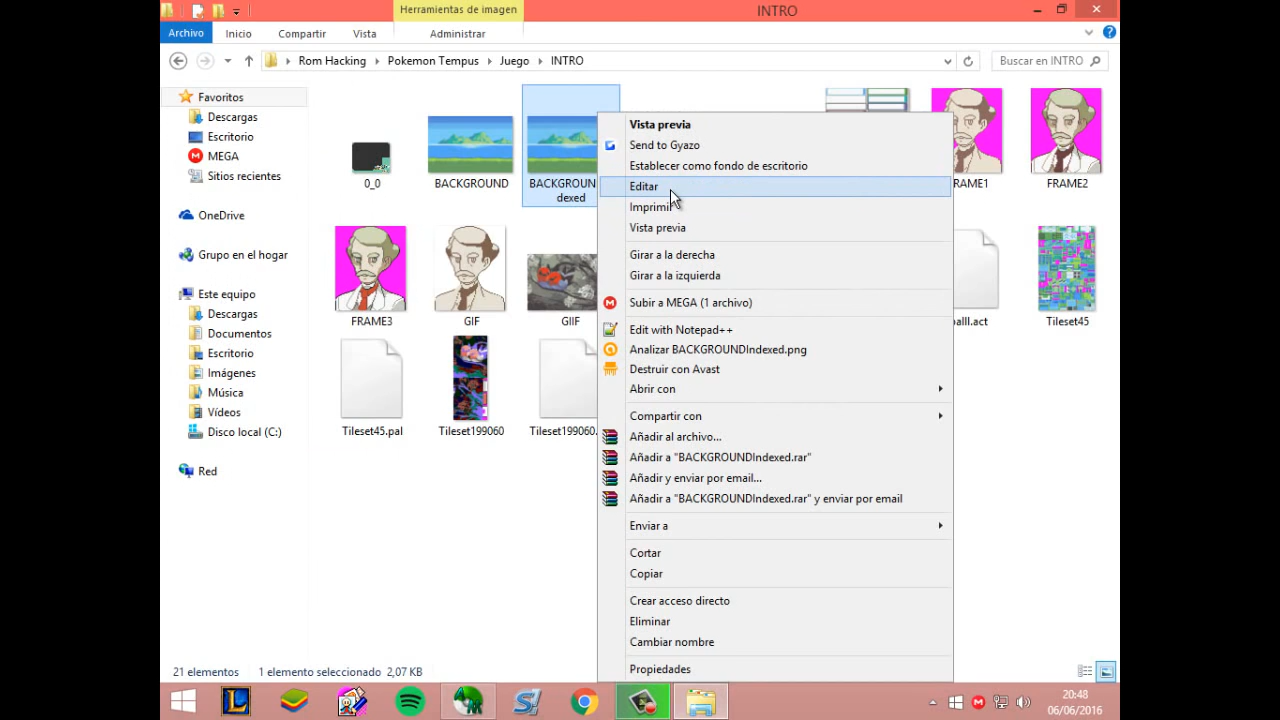 Herramientas de imagen
INTRO
Archivo
Inicio
Compartir
Vista
Administrar
Rom Hacking
Pokemon Tempus
Juego
INTRO
Buscar en INTRO
Favoritos
Descargas
Escritorio
MEGA
Sitios recientes
OneDrive
Grupo en el hogar
Este equipo
Descargas
Documentos
Escritorio
Imágenes
Música
Vídeos
Disco local (C:)
Red
0_0
BACKGROUND
BACKGROUN
dexed
RAME1
FRAME2
FRAME3
GIF
GIIF
balll.act
Tileset45
Tileset45.pal
Tileset199060
Tileset199060.
Vista previa
Send to Gyazo
Establecer como fondo de escritorio
Editar
Imprimir
Vista previa
Girar a la derecha
Girar a la izquierda
Subir a MEGA (1 archivo)
Edit with Notepad++
Analizar BACKGROUNDIndexed.png
Destruir con Avast
Abrir con
Compartir con
Añadir al archivo...
Añadir a "BACKGROUNDIndexed.rar"
Añadir y enviar por email...
Añadir a "BACKGROUNDIndexed.rar" y enviar por email
Enviar a
Cortar
Copiar
Crear acceso directo
Eliminar
Cambiar nombre
Propiedades
21 elementos
1 elemento seleccionado 2,07 KB
20:48
06/06/2016